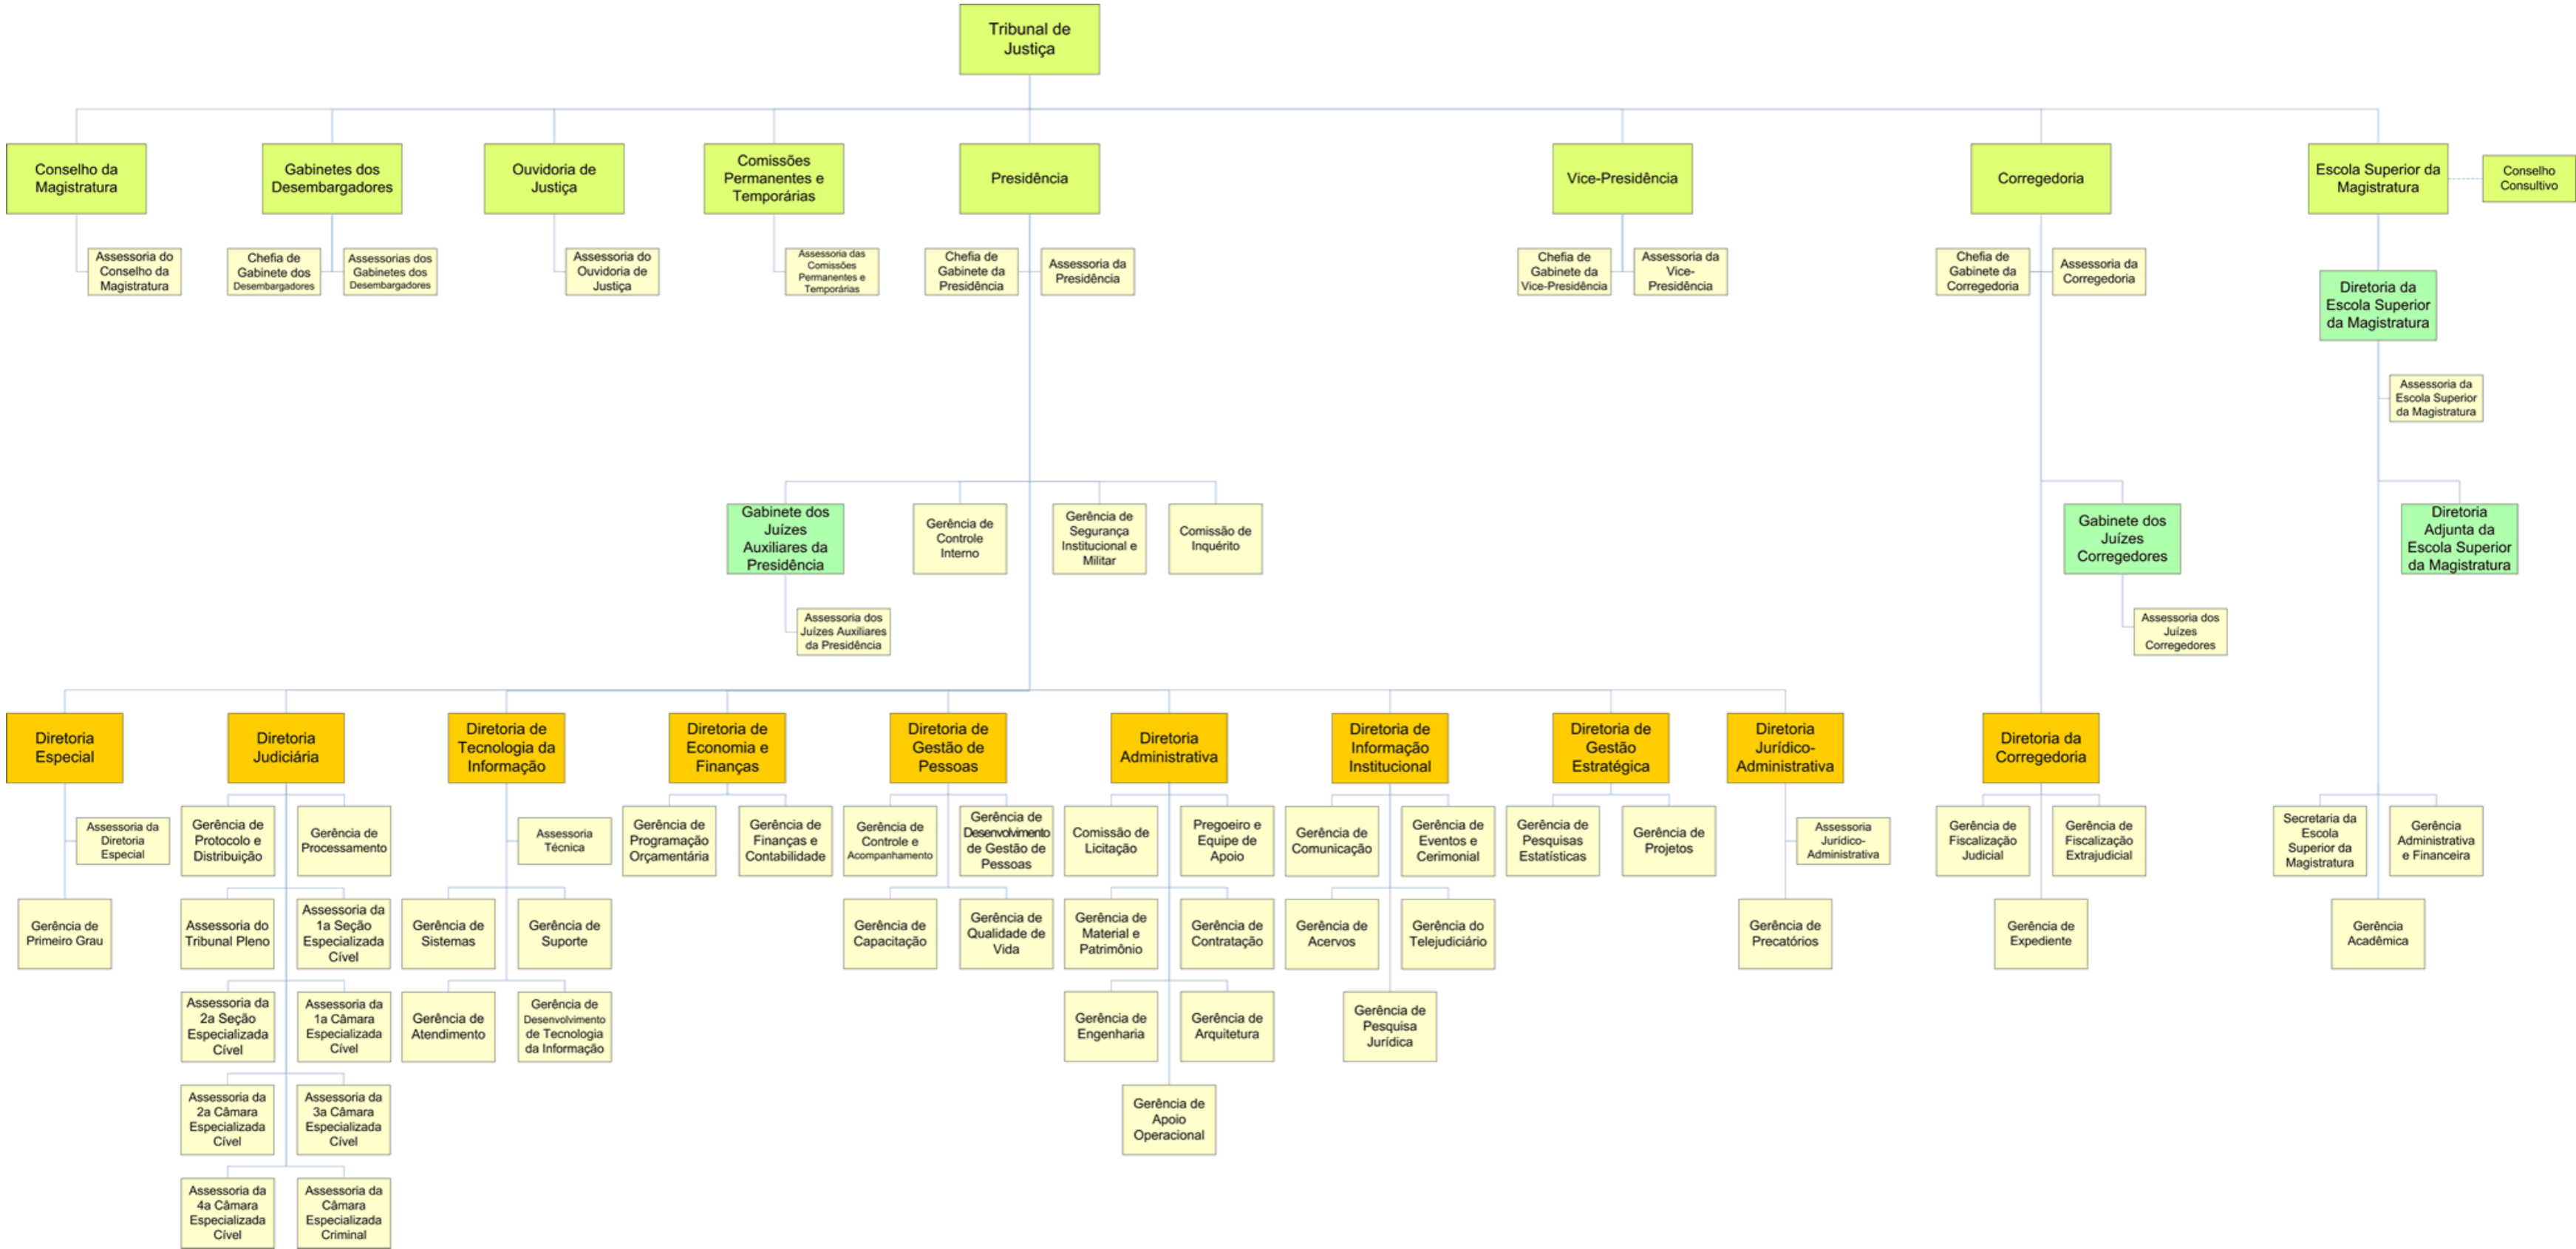 Tribunal de
Justiça
Conselho da
Magistratura
Gabinetes dos
Desembargadores
Ouvidoria de
Justiça
Comissões
Permanentes e
Temporárias
Presidência
Vice-Presidência
Corregedoria
Escola Superior da
Magistratura
Conselho
Consultivo
Assessoria do
Conselho da
Magistratura
Chefia de
Gabinete dos
Desembargadores
Assessorias dos
Gabinetes dos
Desembargadores
Assessoria do
Ouvidoria de
Justiça
Assessoria das
Comissões
Permanentes e
Temporárias
Chefia de
Gabinete da
Presidência
Assessoria da
Presidência
Chefia de
Gabinete da
Vice-Presidência
Assessoria da
Vice-
Presidência
Chefia de
Gabinete da
Corregedoria
Assessoria da
Corregedoria
Diretoria da
Escola Superior
da Magistratura
Assessoria da
Escola Superior
da Magistratura
Gabinete dos
Juízes
Auxiliares da
Presidência
Gerência de
Controle
Interno
Gerência de
Segurança
Institucional e
Militar
Comissão de
Inquérito
Gabinete dos
Juízes
Corregedores
Diretoria
Adjunta da
Escola Superior
da Magistratura
Assessoria dos
Juízes Auxiliares
da Presidência
Assessoria dos
Juízes
Corregedores
Diretoria
Especial
Diretoria
Judiciária
Diretoria de
Tecnologia da
Informação
Diretoria de
Economia e
Finanças
Diretoria de
Gestão de
Pessoas
Diretoria
Administrativa
Diretoria de
Informação
Institucional
Diretoria de
Gestão
Estratégica
Diretoria
Jurídico-
Administrativa
Diretoria da
Corregedoria
Assessoria da
Diretoria
Especial
Gerência de
Protocolo e
Distribuição
Gerência de
Processamento
Assessoria
Técnica
Gerência de
Programação
Orçamentária
Gerência de
Finanças e
Contabilidade
Gerência de
Controle e
Acompanhamento
Gerência de
Desenvolvimento
de Gestão de
Pessoas
Comissão de
Licitação
Pregoeiro e
Equipe de
Apoio
Gerência de
Comunicação
Gerência de
Eventos e
Cerimonial
Gerência de
Pesquisas
Estatísticas
Gerência de
Projetos
Assessoria
Jurídico-
Administrativa
Gerência de
Fiscalização
Judicial
Gerência de
Fiscalização
Extrajudicial
Secretaria da
Escola
Superior da
Magistratura
Gerência
Administrativa
e Financeira
Gerência de
Primeiro Grau
Assessoria do
Tribunal Pleno
Assessoria da
1a Seção
Especializada
Cível
Gerência de
Sistemas
Gerência de
Suporte
Gerência de
Capacitação
Gerência de
Qualidade de
Vida
Gerência de
Material e
Patrimônio
Gerência de
Contratação
Gerência de
Acervos
Gerência do
Telejudiciário
Gerência de
Precatórios
Gerência de
Expediente
Gerência
Acadêmica
Assessoria da
2a Seção
Especializada
Cível
Assessoria da
1a Câmara
Especializada
Cível
Gerência de
Atendimento
Gerência de
Desenvolvimento
de Tecnologia
da Informação
Gerência de
Engenharia
Gerência de
Arquitetura
Gerência de
Pesquisa
Jurídica
Assessoria da
2a Câmara
Especializada
Cível
Assessoria da
3a Câmara
Especializada
Cível
Gerência de
Apoio
Operacional
Assessoria da
4a Câmara
Especializada
Cível
Assessoria da
Câmara
Especializada
Criminal